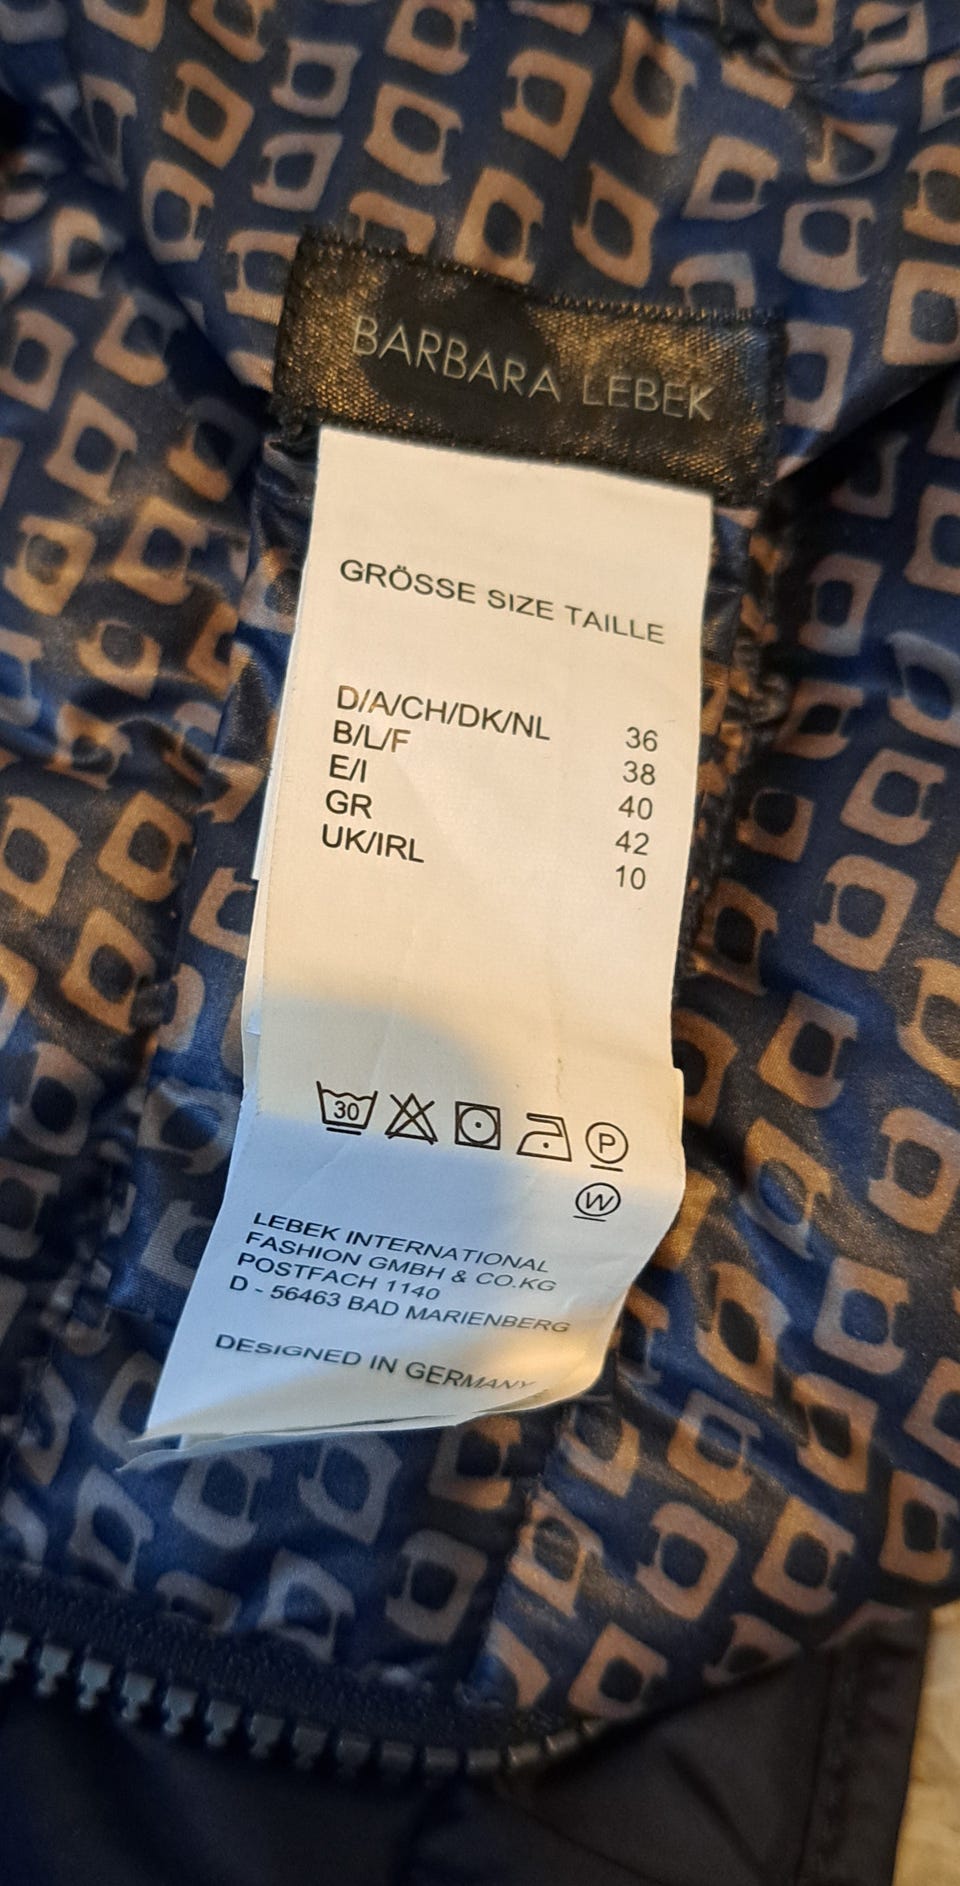 BARBARA LEBEK
GRÖSSE SIZE TAILLE
D/A/CH/DK/NL 36
B/L/F 38
E/I 40
GR 42
UK/IRL 10
30
P
W
LEBEK INTERNATIONAL
FASHION GMBH & CO.KG
POSTFACH 1140
D - 56463 BAD MARIENBERG
DESIGNED IN GERMANY